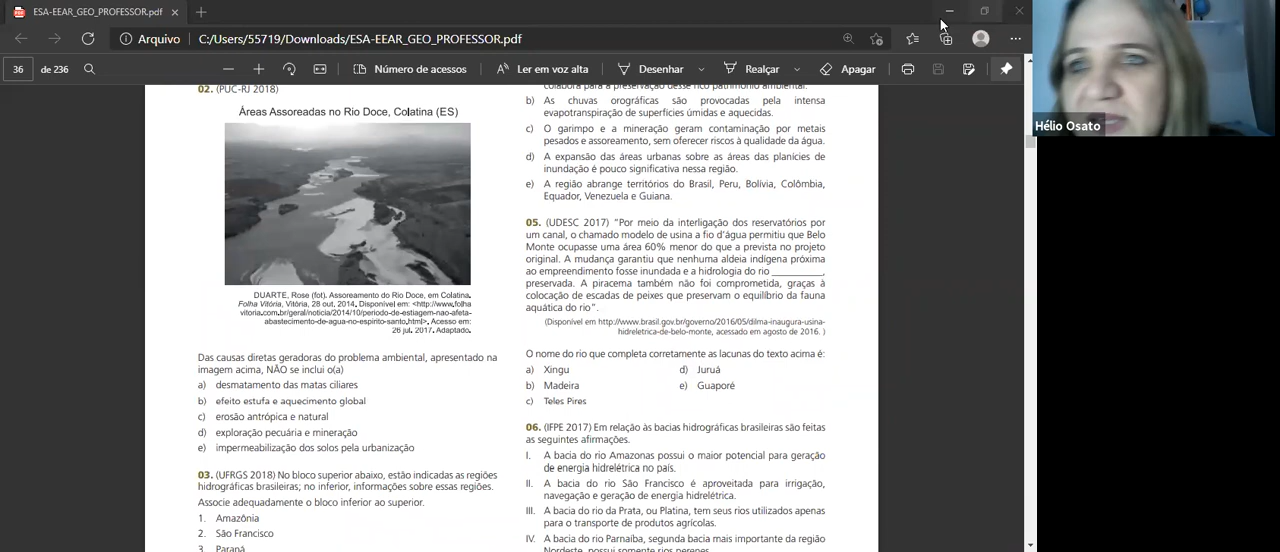 ESA-EEAR_GEO_PROFESSOR.pdf
Arquivo
C:/Users/55719/Downloads/ESA-EEAR_GEO_PROFESSOR.pdf
36
de 236
Número de acessos
Ler em voz alta
Desenhar
Realçar
Apagar
02. (PUC-RJ 2018)
Áreas Assoreadas no Rio Doce, Colatina (ES)
DUARTE, Rose (fot). Assoreamento do Rio Doce, em Colatina.
Folha Vitória, Vitória, 28 out. 2014. Disponível em: <http://www.folha
vitoria.com.br/geral/noticia/2014/10/periodo-de-estiagem-nao-afeta-
abastecimento-de-agua-no-espirito-santo.html>. Acesso em:
26 jul. 2017. Adaptado.
Das causas diretas geradoras do problema ambiental, apresentado na
imagem acima, NÃO se inclui o(a)
a) desmatamento das matas ciliares
b) efeito estufa e aquecimento global
c) erosão antrópica e natural
d) exploração pecuária e mineração
e) impermeabilização dos solos pela urbanização
03. (UFRGS 2018) No bloco superior abaixo, estão indicadas as regiões
hidrográficas brasileiras; no inferior, informações sobre essas regiões.
Associe adequadamente o bloco inferior ao superior.
1. Amazônia
2. São Francisco
3. Paraná
colabora para a preservação desse rico patrimônio ambiental.
b) As chuvas orográficas são provocadas pela intensa
evapotranspiração de superfícies úmidas e aquecidas.
c) O garimpo e a mineração geram contaminação por metais
pesados e assoreamento, sem oferecer riscos à qualidade da água.
d) A expansão das áreas urbanas sobre as áreas das planícies de
inundação é pouco significativa nessa região.
e) A região abrange territórios do Brasil, Peru, Bolívia, Colômbia,
Equador, Venezuela e Guiana.
05. (UDESC 2017) "Por meio da interligação dos reservatórios por
um canal, o chamado modelo de usina a fio d'água permitiu que Belo
Monte ocupasse uma área 60% menor do que a prevista no projeto
original. A mudança garantiu que nenhuma aldeia indígena próxima
ao empreendimento fosse inundada e a hidrologia do rio _________,
preservada. A piracema também não foi comprometida, graças à
colocação de escadas de peixes que preservam o equilíbrio da fauna
aquática do rio".
(Disponível em http://www.brasil.gov.br/governo/2016/05/dilma-inaugura-usina-
hidreletrica-de-belo-monte, acessado em agosto de 2016. )
O nome do rio que completa corretamente as lacunas do texto acima é:
a) Xingu
d) Juruá
b) Madeira
e) Guaporé
c) Teles Pires
06. (IFPE 2017) Em relação às bacias hidrográficas brasileiras são feitas
as seguintes afirmações.
I. A bacia do rio Amazonas possui o maior potencial para geração
de energia hidrelétrica no país.
II. A bacia do rio São Francisco é aproveitada para irrigação,
navegação e geração de energia hidrelétrica.
III. A bacia do rio da Prata, ou Platina, tem seus rios utilizados apenas
para o transporte de produtos agrícolas.
IV. A bacia do rio Parnaíba, segunda bacia mais importante da região
Nordeste, possui somente rios perenes.
Hélio Osato